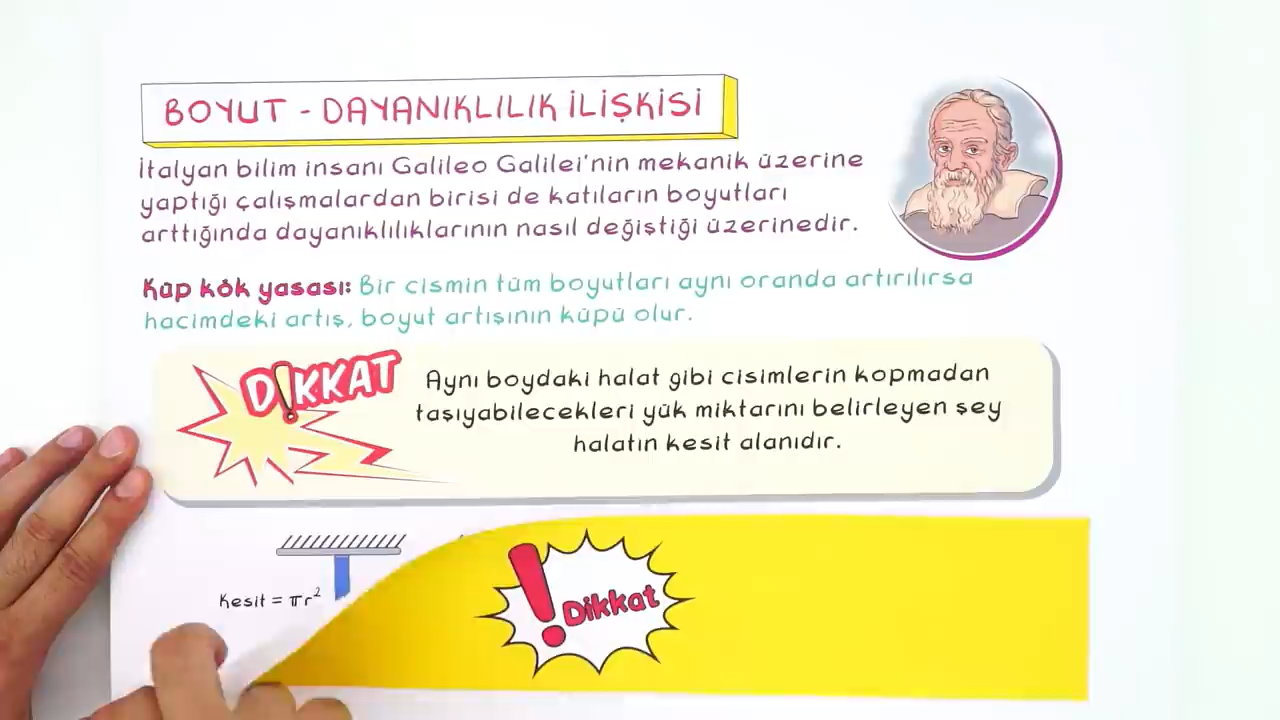 BOYUT - DAYANIKLILIK İLİŞKİSİ
İtalyan bilim insanı Galileo Galilei'nin mekanik üzerine
yaptığı çalışmalardan birisi de katıların boyutları
arttığında dayanıklılıklarının nasıl değiştiği üzerinedir.
Küp kök yasası: Bir cismin tüm boyutları aynı oranda artırılırsa
hacimdeki artış, boyut artışının küpü olur.
DİKKAT
Aynı boydaki halat gibi cisimlerin kopmadan
taşıyabilecekleri yük miktarını belirleyen şey
halatın kesit alanıdır.
Kesit = πr²
! Dikkat